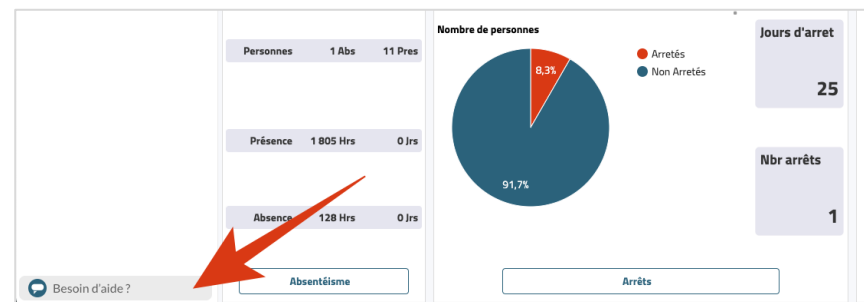 Personnes 1 Abs 11 Pres
Présence 1 805 Hrs 0 Jrs
Absence 128 Hrs 0 Jrs
Absentéisme
Besoin d'aide ?
Nombre de personnes
8,3%
91,7%
Arretés
Non Arretés
Arrêts
Jours d'arret
25
Nbr arrêts
1